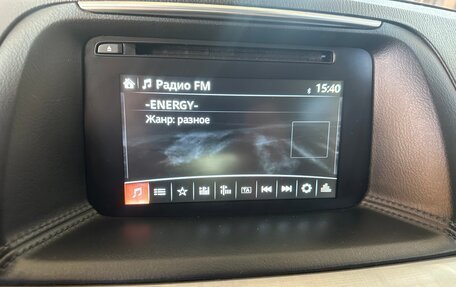 Радио FM
15:40
-ENERGY-
Жанр: разное
TA